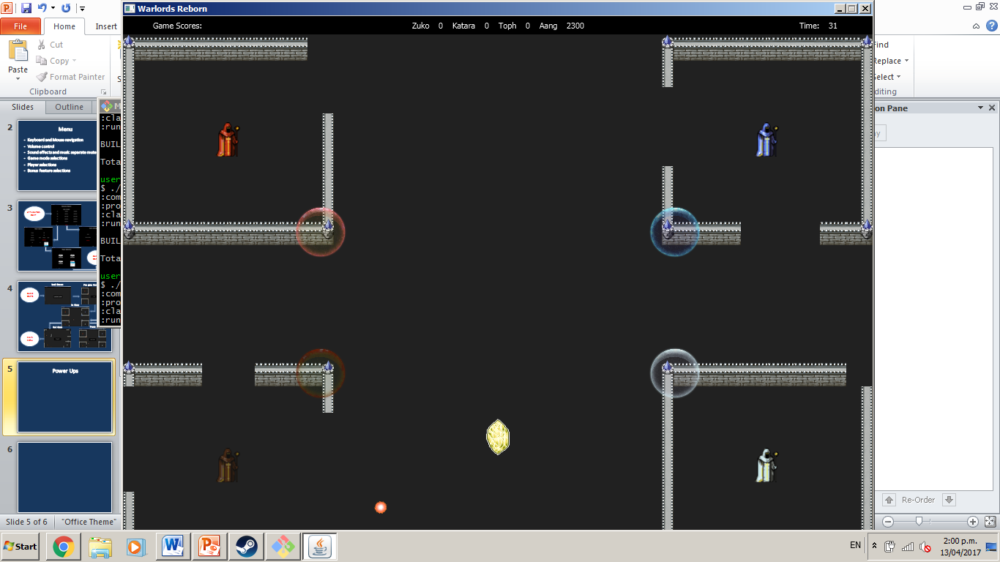 Warlords Reborn
File
Home
Insert
Game Scores:
Zuko 0 Katara 0 Toph 0 Aang 2300
Time: 31
Paste
Cut
Copy
Format Painter
Clipboard
Find
Replace
Select
Editing
Slides
Outline
:cla
:run
BUIL
Tota
user
$ ./
:com
:pro
:cla
:run
BUIL
Tota
user
$ ./
:com
:pro
:cla
:run
2
Menu
Keyboard and Mouse navigation
Volume control
Sound effects and music separate mute
Game mode selections
Player selections
Bonus feature selections
3
4
5
Power Ups
6
on Pane
Re-Order
Slide 5 of 6
"Office Theme"
Start
EN
2:00 p.m.
13/04/2017